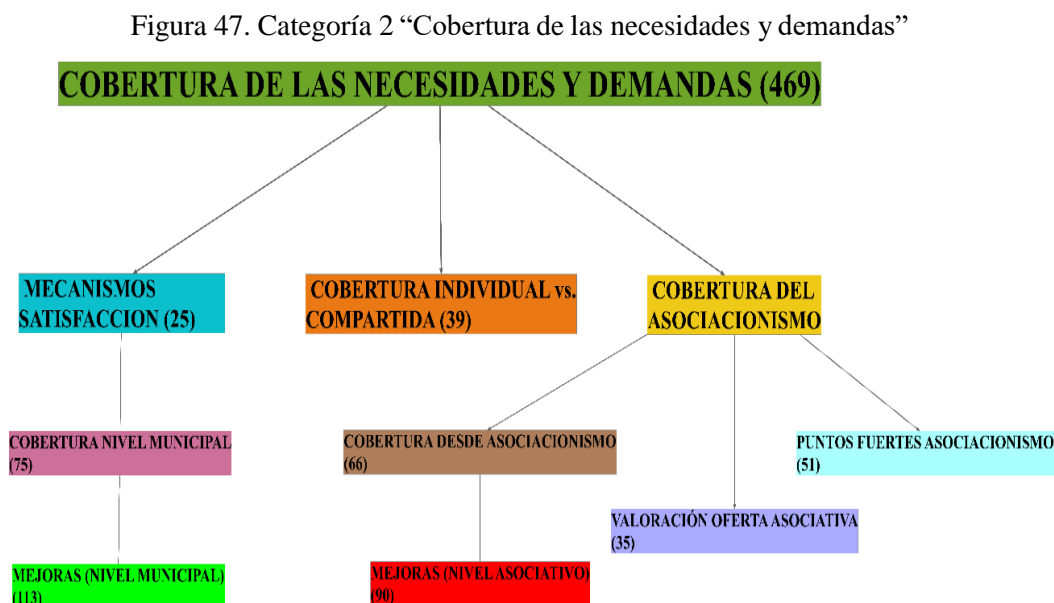 Figura 47. Categoría 2 “Cobertura de las necesidades y demandas”
COBERTURA DE LAS NECESIDADES Y DEMANDAS (469)
MECANISMOS
SATISFACCION (25)
COBERTURA INDIVIDUAL vs.
COMPARTIDA (39)
COBERTURA DEL
ASOCIACIONISMO
COBERTURA NIVEL MUNICIPAL
(75)
COBERTURA DESDE ASOCIACIONISMO
(66)
PUNTOS FUERTES ASOCIACIONISMO
(51)
VALORACIÓN OFERTA ASOCIATIVA
(35)
MEJORAS (NIVEL MUNICIPAL)
(113)
MEJORAS (NIVEL ASOCIATIVO)
(90)